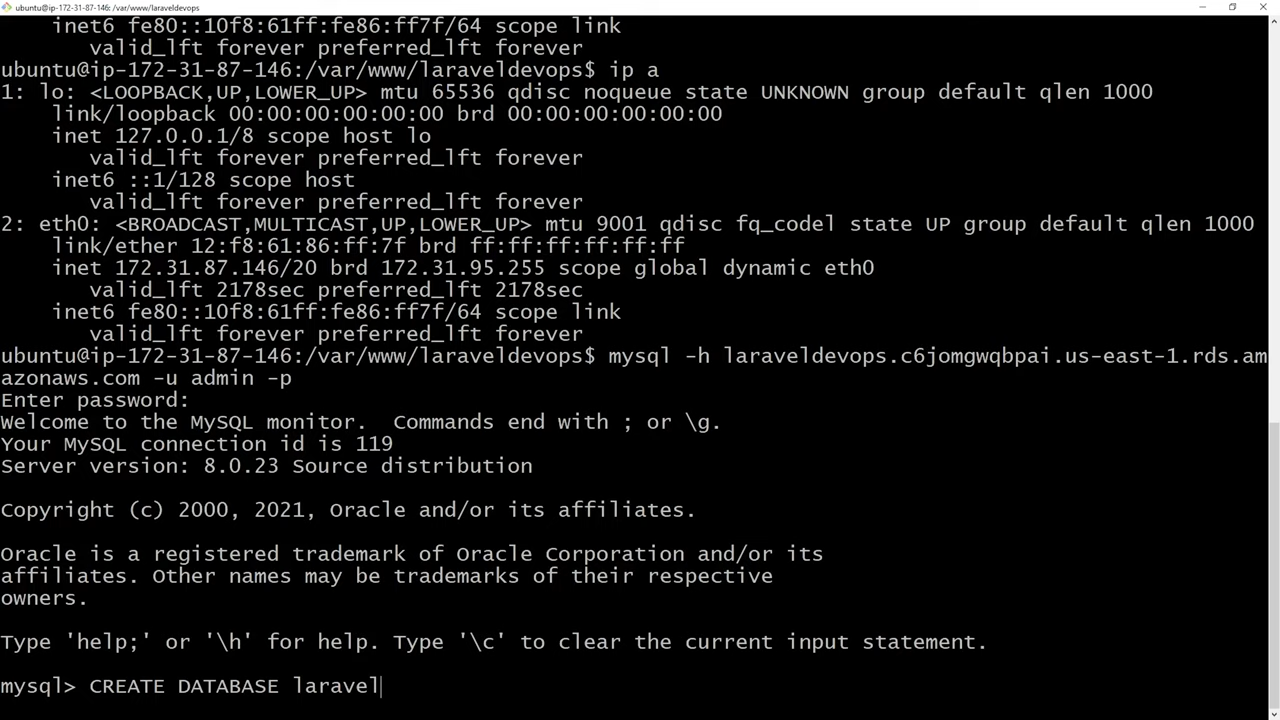 ubuntu@ip-172-31-87-146: /var/www/laraveldevops
    inet6 fe80::10f8:61ff:fe86:ff7f/64 scope link
       valid_lft forever preferred_lft forever
ubuntu@ip-172-31-87-146:/var/www/laraveldevops$ ip a
1: lo: <LOOPBACK,UP,LOWER_UP> mtu 65536 qdisc noqueue state UNKNOWN group default qlen 1000
    link/loopback 00:00:00:00:00:00 brd 00:00:00:00:00:00
    inet 127.0.0.1/8 scope host lo
       valid_lft forever preferred_lft forever
    inet6 ::1/128 scope host
       valid_lft forever preferred_lft forever
2: eth0: <BROADCAST,MULTICAST,UP,LOWER_UP> mtu 9001 qdisc fq_codel state UP group default qlen 1000
    link/ether 12:f8:61:86:ff:7f brd ff:ff:ff:ff:ff:ff
    inet 172.31.87.146/20 brd 172.31.95.255 scope global dynamic eth0
       valid_lft 2178sec preferred_lft 2178sec
    inet6 fe80::10f8:61ff:fe86:ff7f/64 scope link
       valid_lft forever preferred_lft forever
ubuntu@ip-172-31-87-146:/var/www/laraveldevops$ mysql -h laraveldevops.c6jomgwqbpai.us-east-1.rds.am
azonaws.com -u admin -p
Enter password:
Welcome to the MySQL monitor.  Commands end with ; or \g.
Your MySQL connection id is 119
Server version: 8.0.23 Source distribution

Copyright (c) 2000, 2021, Oracle and/or its affiliates.

Oracle is a registered trademark of Oracle Corporation and/or its
affiliates. Other names may be trademarks of their respective
owners.

Type 'help;' or '\h' for help. Type '\c' to clear the current input statement.

mysql> CREATE DATABASE laravel